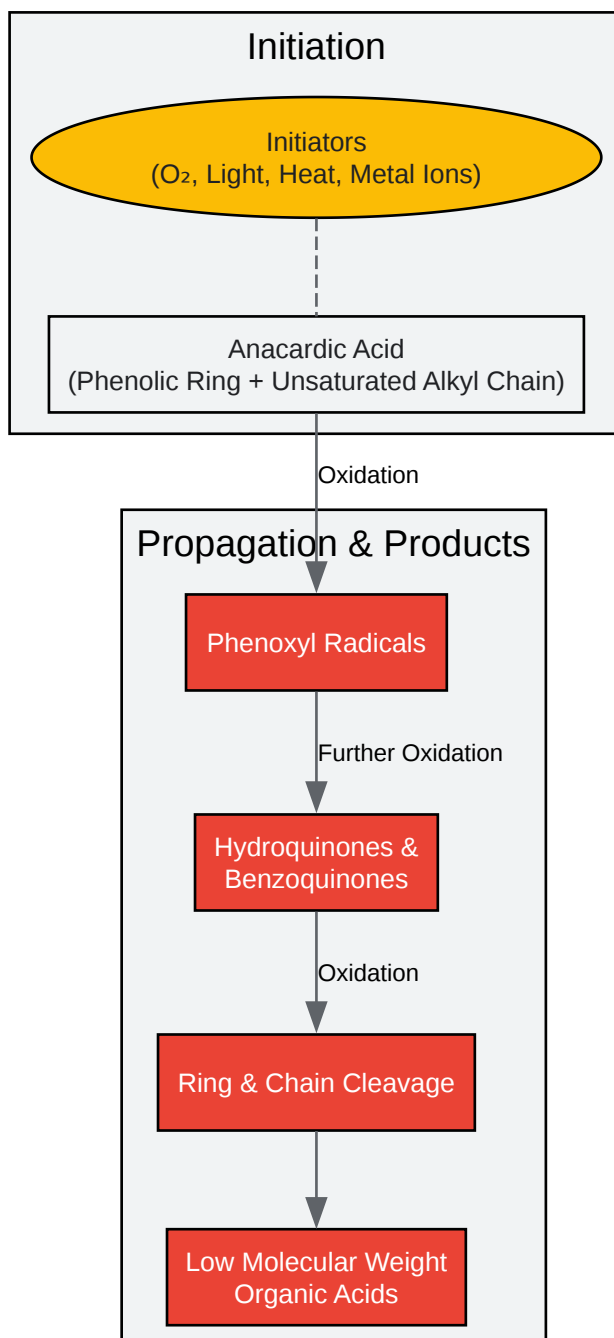 Initiation
Initiators
(O₂, Light, Heat, Metal Ions)
Anacardic Acid
(Phenolic Ring + Unsaturated Alkyl Chain)
Oxidation
Propagation & Products
Phenoxyl Radicals
Further Oxidation
Hydroquinones &
Benzoquinones
Oxidation
Ring & Chain Cleavage
Low Molecular Weight
Organic Acids